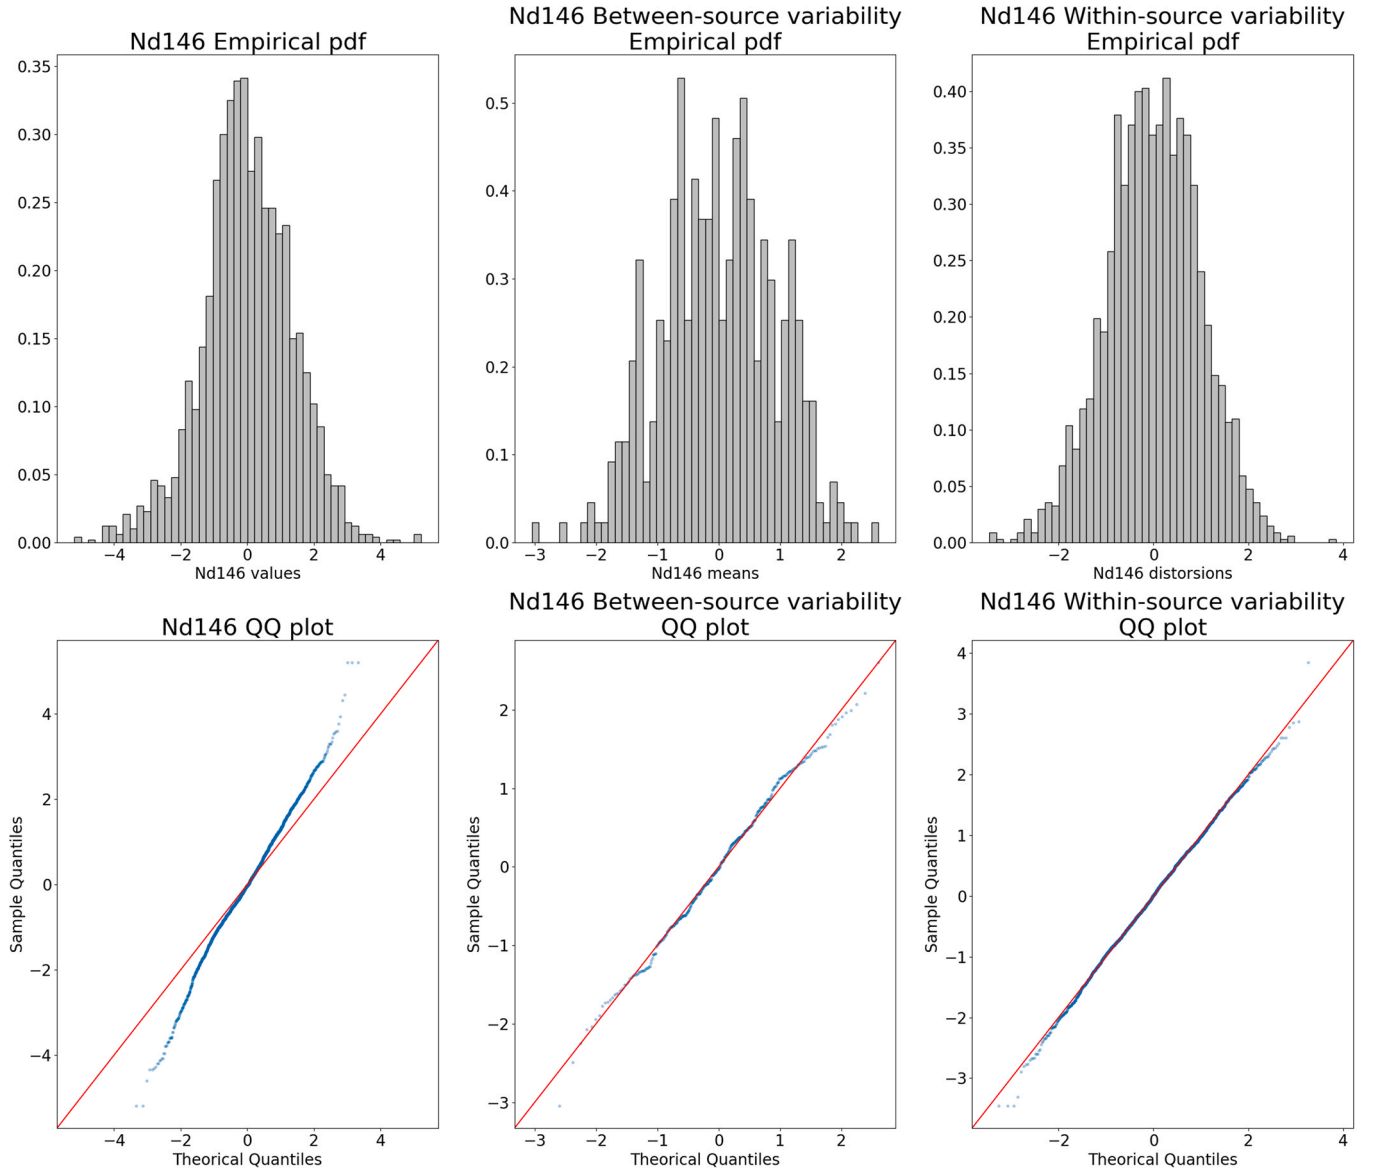 Nd146 Empirical pdf
0.35
0.30
0.25
0.20
0.15
0.10
0.05
0.00
−4 −2 0 2 4
Nd146 values
Nd146 Between-source variability
Empirical pdf
0.5
0.4
0.3
0.2
0.1
0.0
−3 −2 −1 0 1 2
Nd146 means
Nd146 Within-source variability
Empirical pdf
0.40
0.35
0.30
0.25
0.20
0.15
0.10
0.05
0.00
−2 0 2 4
Nd146 distorsions
Nd146 QQ plot
Sample Quantiles
4
2
0
−2
−4
−4 −2 0 2 4
Theorical Quantiles
Nd146 Between-source variability
QQ plot
Sample Quantiles
2
1
0
−1
−2
−3
−3 −2 −1 0 1 2
Theorical Quantiles
Nd146 Within-source variability
QQ plot
Sample Quantiles
4
3
2
1
0
−1
−2
−3
−2 0 2 4
Theorical Quantiles